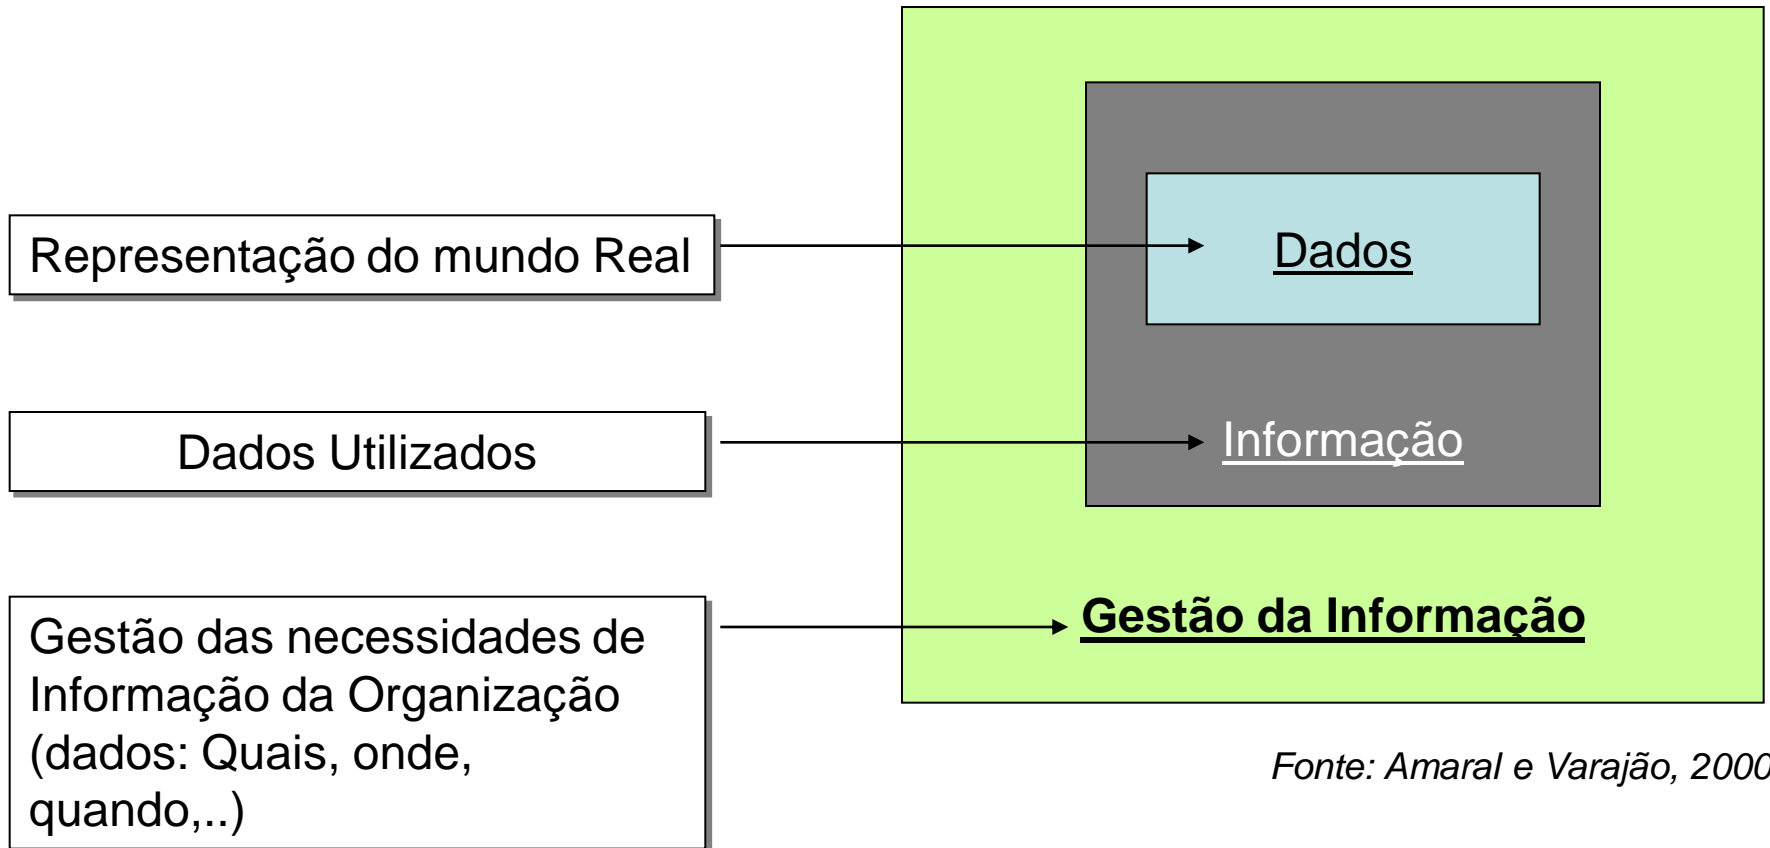 Representação do mundo Real
Dados
Dados Utilizados
Informação
Gestão das necessidades de
Informação da Organização
(dados: Quais, onde,
quando,..)
Gestão da Informação
Fonte: Amaral e Varajão, 2000